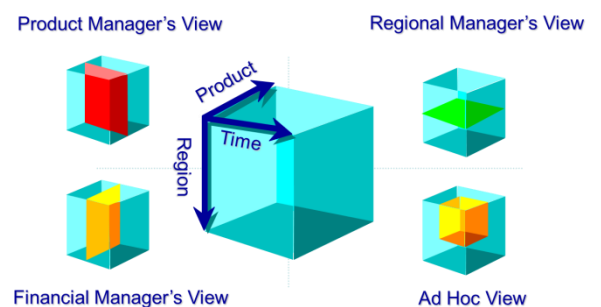 Product Manager's View
Regional Manager's View
Product
Time
Region
Financial Manager's View
Ad Hoc View